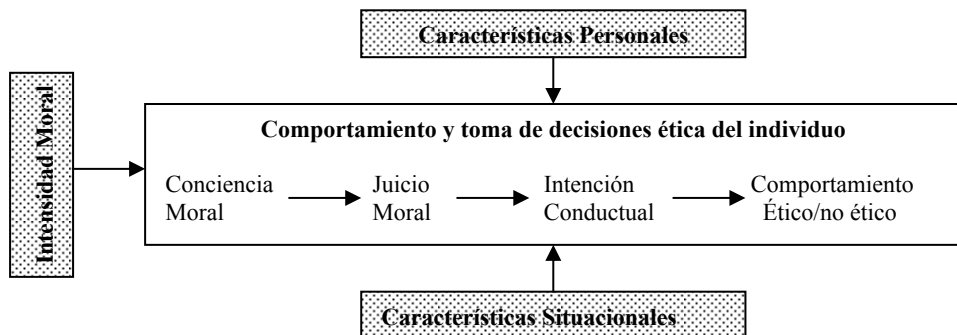 Características Personales
Intensidad Moral
Comportamiento y toma de decisiones ética del individuo
Conciencia
Moral
Juicio
Moral
Intención
Conductual
Comportamiento
Ético/no ético
Características Situacionales